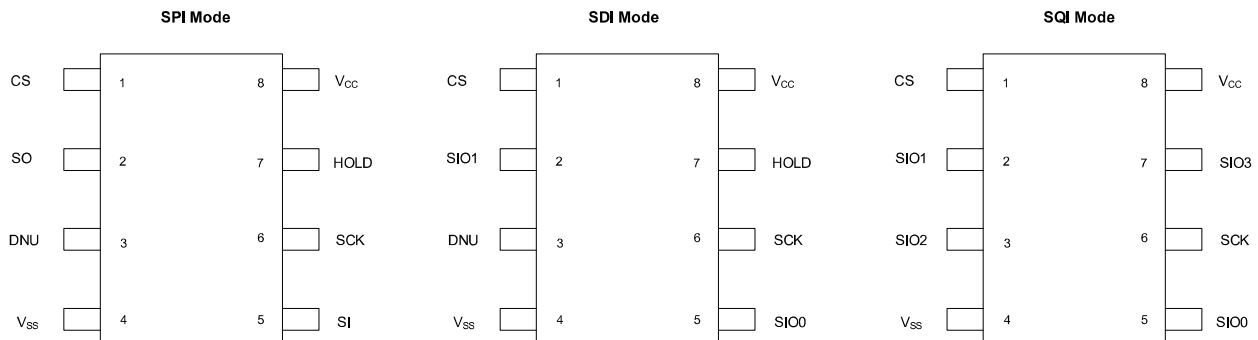 SPI Mode
CS 1 8 VCC
SO 2 7 HOLD
DNU 3 6 SCK
VSS 4 5 SI
SDI Mode
CS 1 8 VCC
SIO1 2 7 HOLD
DNU 3 6 SCK
VSS 4 5 SIO0
SQI Mode
CS 1 8 VCC
SIO1 2 7 SIO3
SIO2 3 6 SCK
VSS 4 5 SIO0